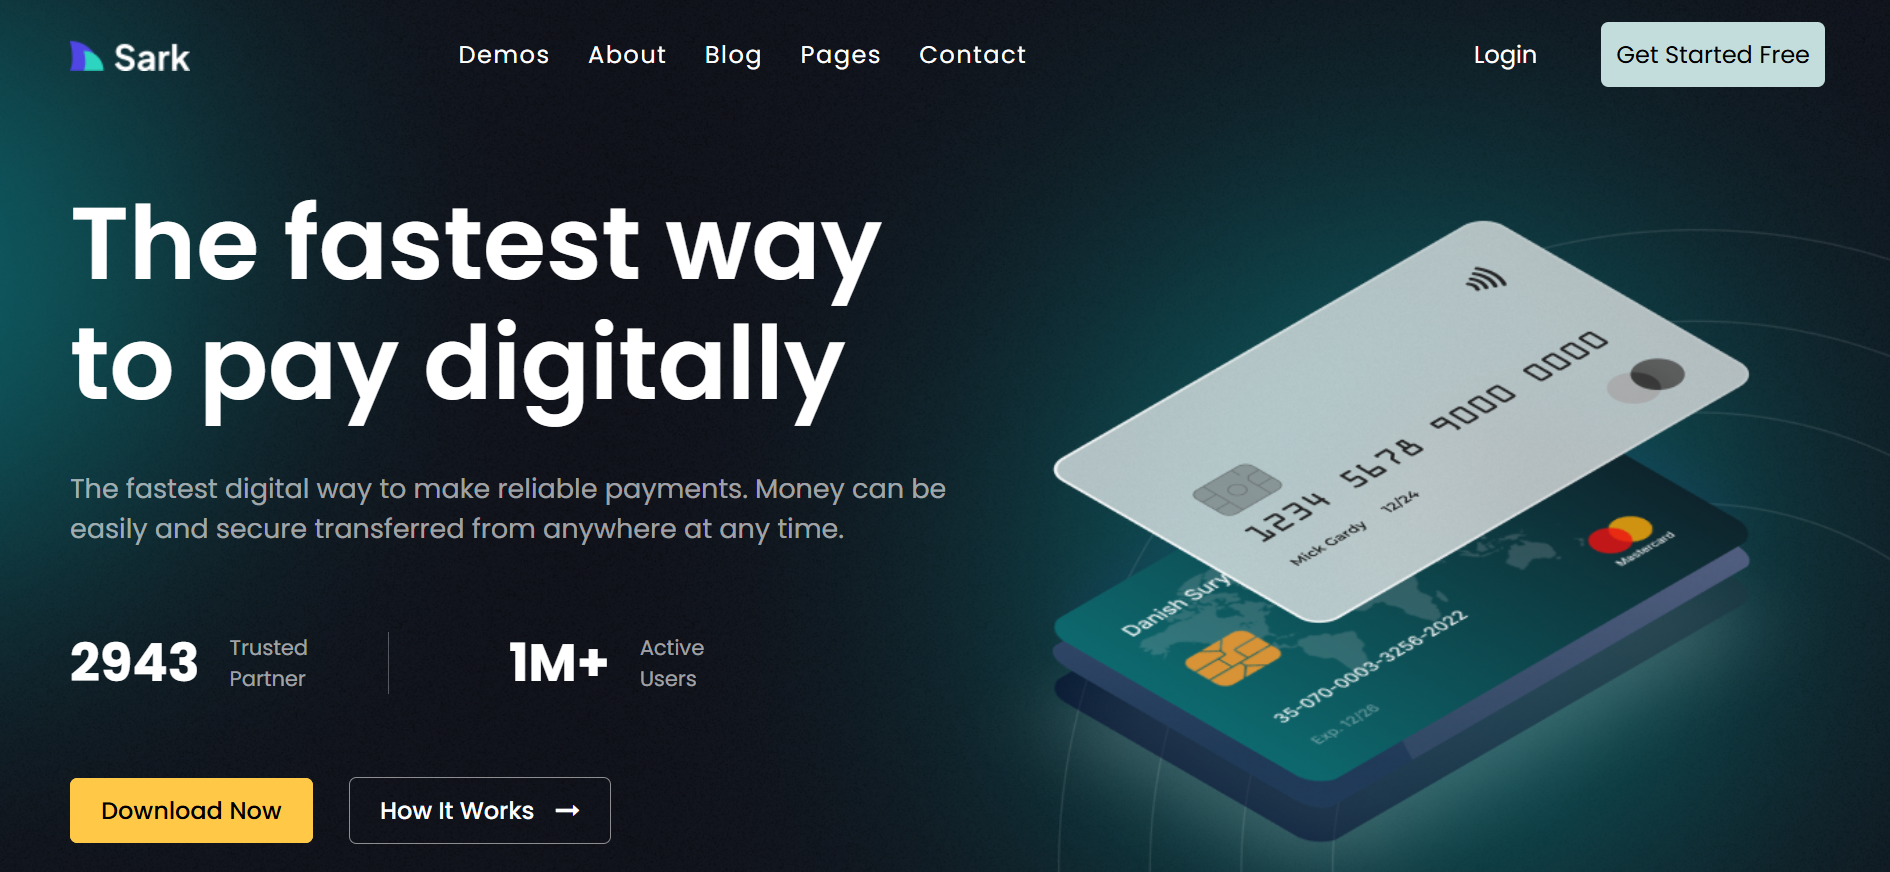 Sark
Demos
About
Blog
Pages
Contact
Login
Get Started Free
The fastest way
to pay digitally
The fastest digital way to make reliable payments. Money can be
easily and secure transferred from anywhere at any time.
2943
Trusted
Partner
1M+
Active
Users
Download Now
How It Works
1234 5678 9000 0000
Mick Gardy 12/24
Danish Sury
Mastercard
35-070-0003-3256-2022
Exp. 12/26